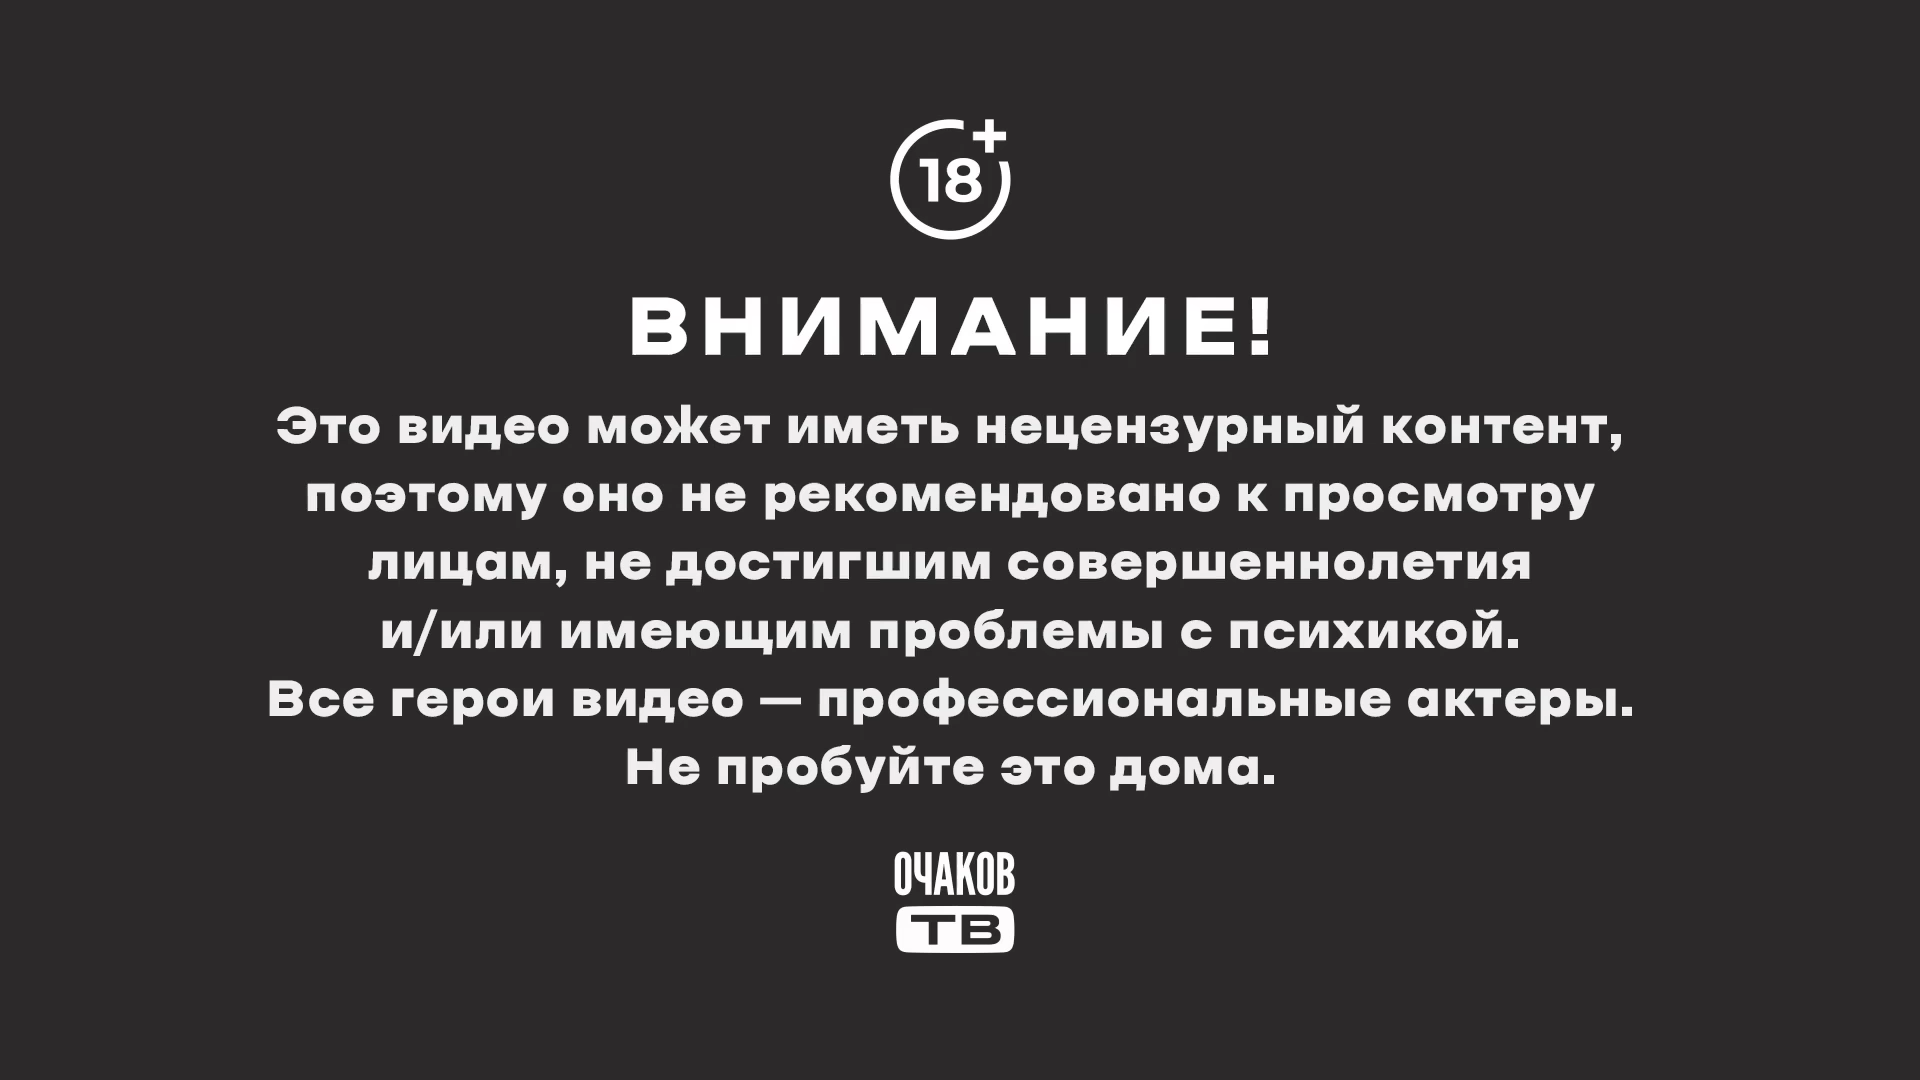 18+
ВНИМАНИЕ!
Это видео может иметь нецензурный контент,
поэтому оно не рекомендовано к просмотру
лицам, не достигшим совершеннолетия
и/или имеющим проблемы с психикой.
Все герои видео — профессиональные актеры.
Не пробуйте это дома.
ОЧАКОВ
ТВ